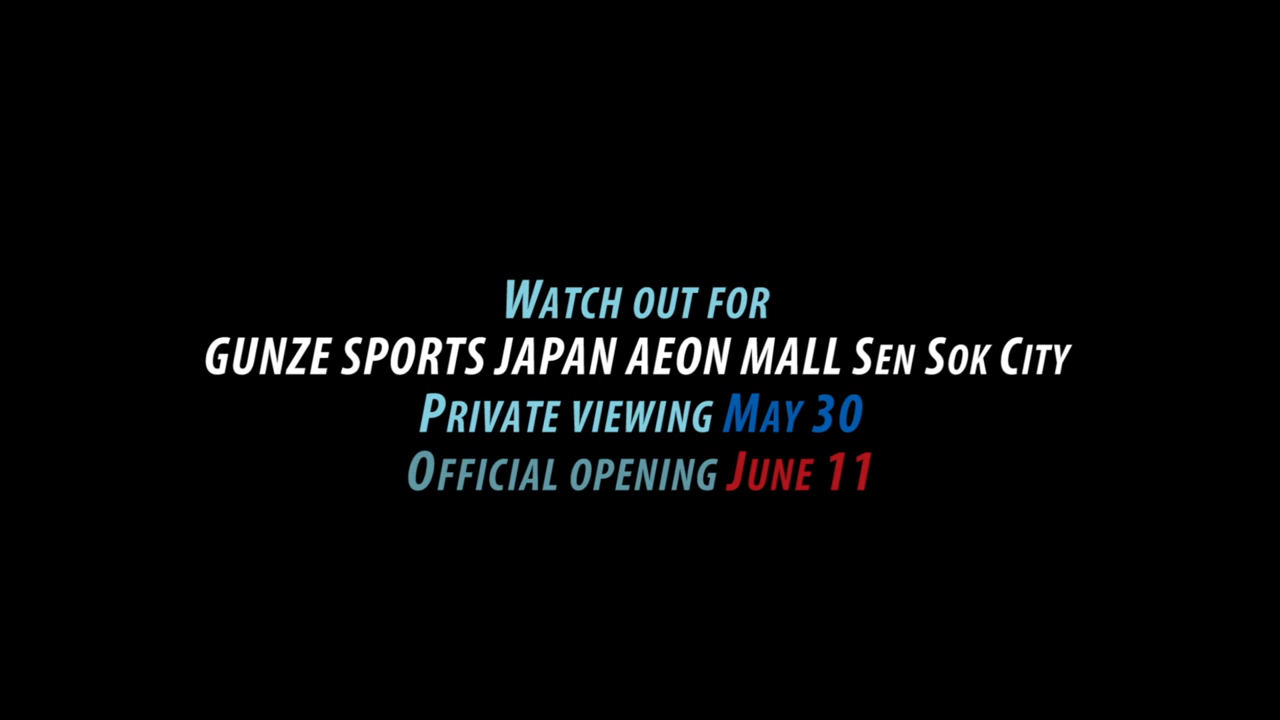 Watch out for
GUNZE SPORTS JAPAN AEON MALL Sen Sok City
Private viewing May 30
Official opening June 11